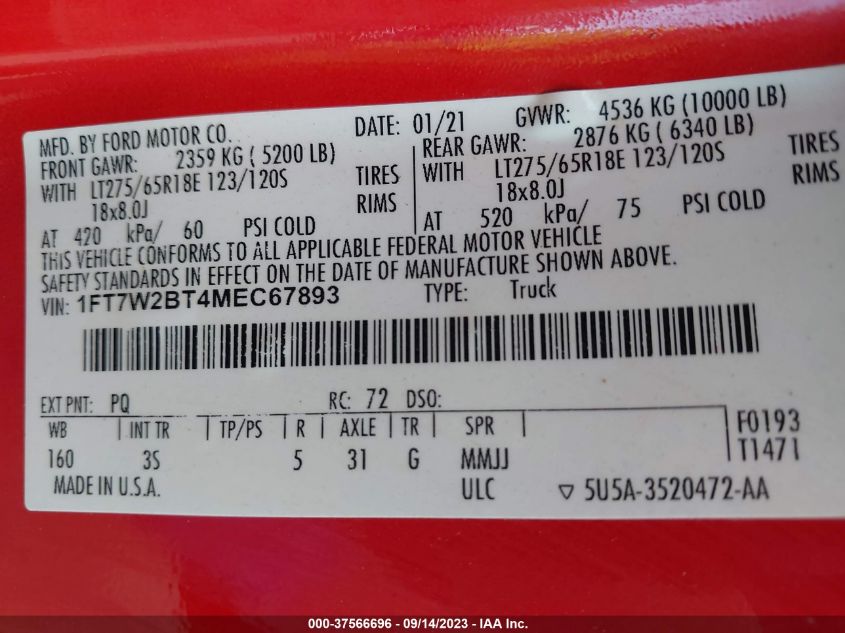 MFD. BY FORD MOTOR CO. DATE: 01/21 GVWR: 4536 KG (10000 LB)
FRONT GAWR: 2359 KG ( 5200 LB) REAR GAWR: 2876 KG ( 6340 LB)
WITH LT275/65R18E 123/120S TIRES WITH LT275/65R18E 123/120S TIRES
18x8.0J RIMS 18x8.0J RIMS
AT 420 kPa/ 60 PSI COLD AT 520 kPa/ 75 PSI COLD
THIS VEHICLE CONFORMS TO ALL APPLICABLE FEDERAL MOTOR VEHICLE
SAFETY STANDARDS IN EFFECT ON THE DATE OF MANUFACTURE SHOWN ABOVE.
VIN: 1FT7W2BT4MEC67893 TYPE: Truck
EXT PNT: PQ RC: 72 DSO:
WB | INT TR | TP/PS | R | AXLE | TR | SPR | F0193
160 3S 5 31 G MMJJ T1471
MADE IN U.S.A. ULC ▽ 5U5A-3520472-AA
000-37566696 - 09/14/2023 - IAA Inc.